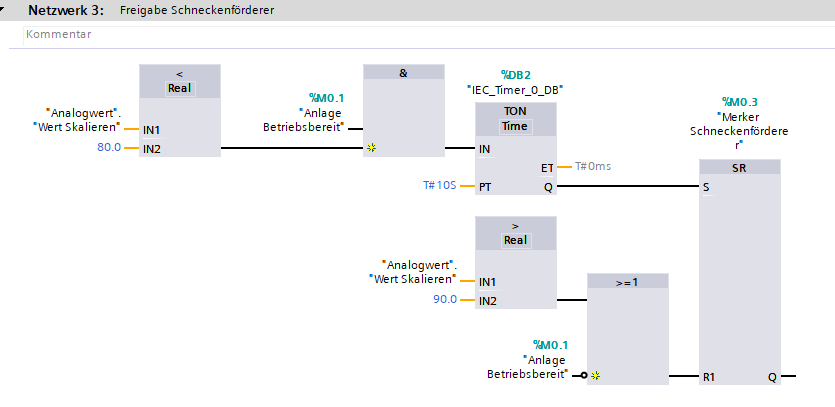 Netzwerk 3: Freigabe Schneckenförderer
Kommentar
<
Real
"Analogwert".
"Wert Skalieren"
IN1
80.0
IN2
%M0.1
"Anlage
Betriebsbereit"
&
%DB2
"IEC_Timer_0_DB"
TON
Time
IN
ET
T#0ms
T#10S
PT
Q
%M0.3
"Merker
Schneckenfördere
r"
SR
S
R1
Q
>
Real
"Analogwert".
"Wert Skalieren"
IN1
90.0
IN2
>=1
%M0.1
"Anlage
Betriebsbereit"